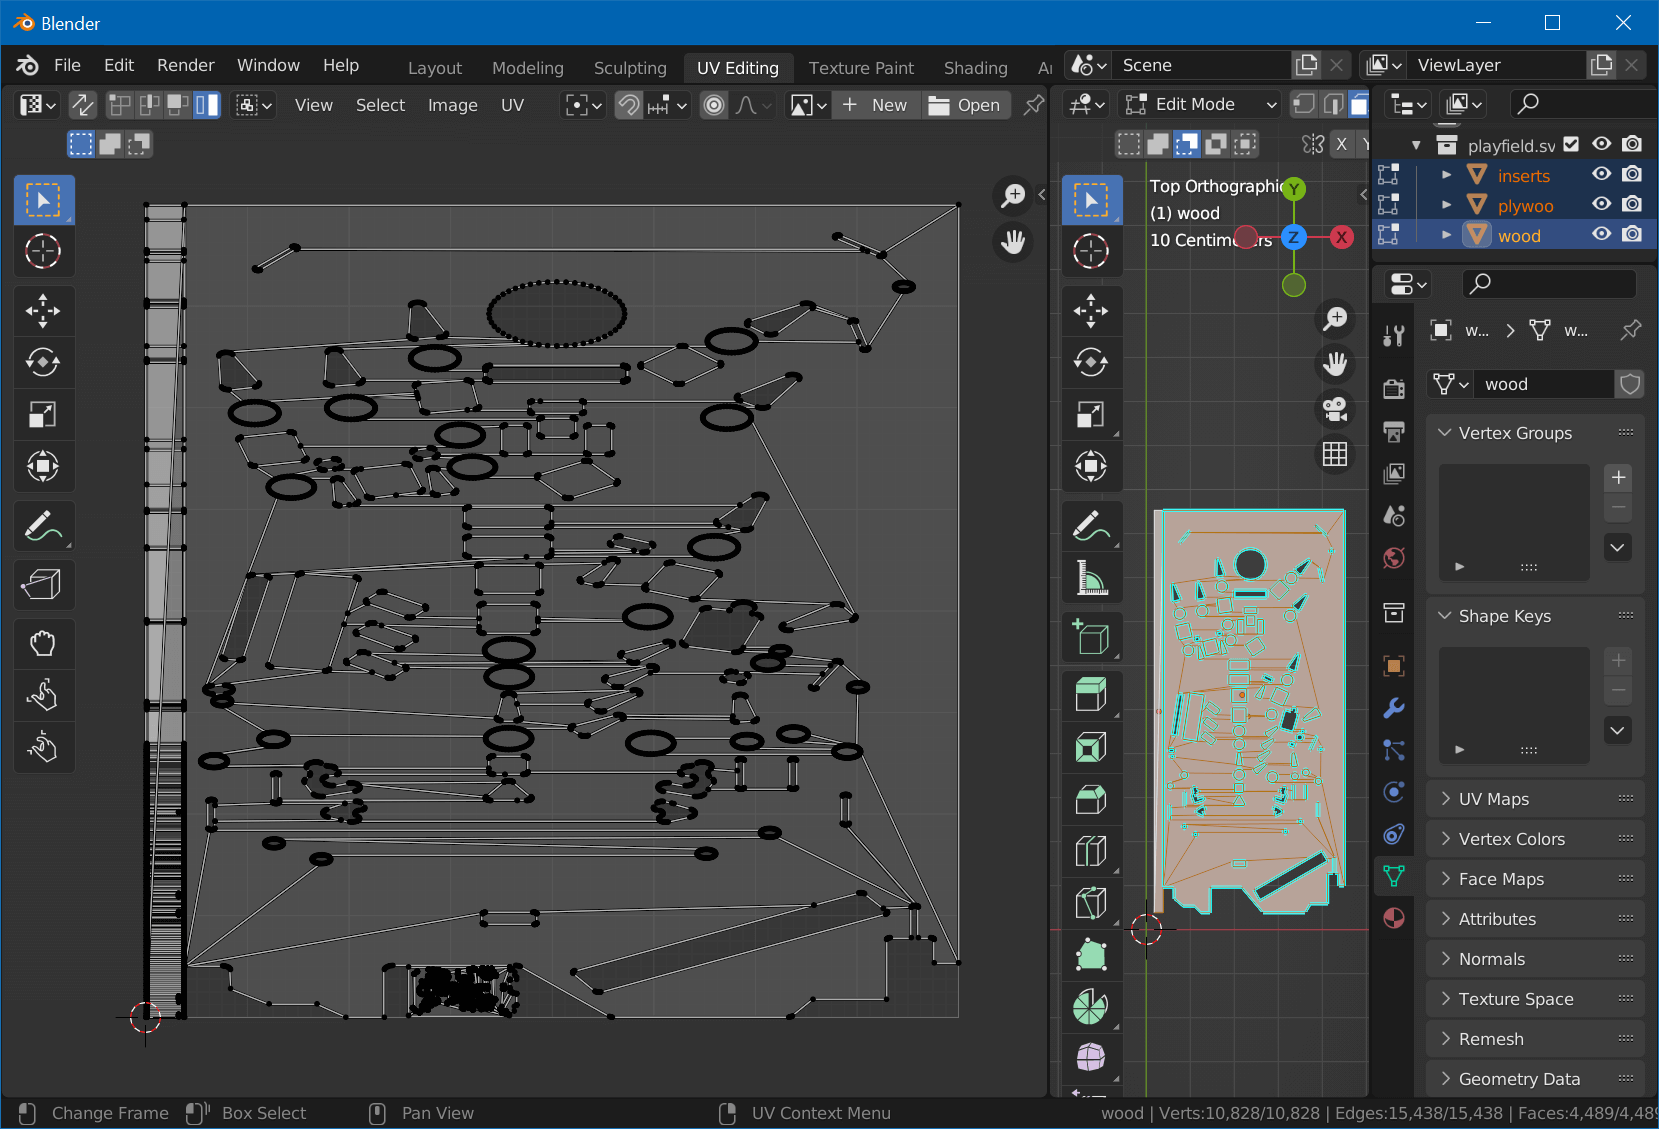 Blender
File Edit Render Window Help Layout Modeling Sculpting UV Editing Texture Paint Shading Scene ViewLayer
View Select Image UV New Open Edit Mode
X
playfield.sv
inserts
plywoo
wood
Top Orthographic
(1) wood
10 Centimeters
Y
Z
X
w... w...
wood
Vertex Groups
Shape Keys
UV Maps
Vertex Colors
Face Maps
Attributes
Normals
Texture Space
Remesh
Geometry Data
Change Frame Box Select Pan View UV Context Menu wood | Verts:10,828/10,828 | Edges:15,438/15,438 | Faces:4,489/4,489